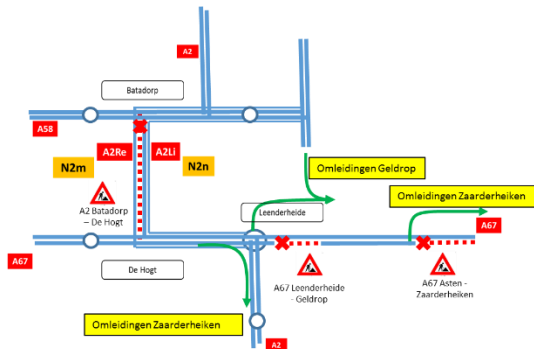 A2
Batadorp
A58
A2Re
A2Li
N2m
N2n
Omleidingen Geldrop
A2 Batadorp
– De Hogt
Omleidingen Zaarderheiken
Leenderheide
A67
A67
De Hogt
A67 Leenderheide
- Geldrop
A67 Asten -
Zaarderheiken
Omleidingen Zaarderheiken
A2